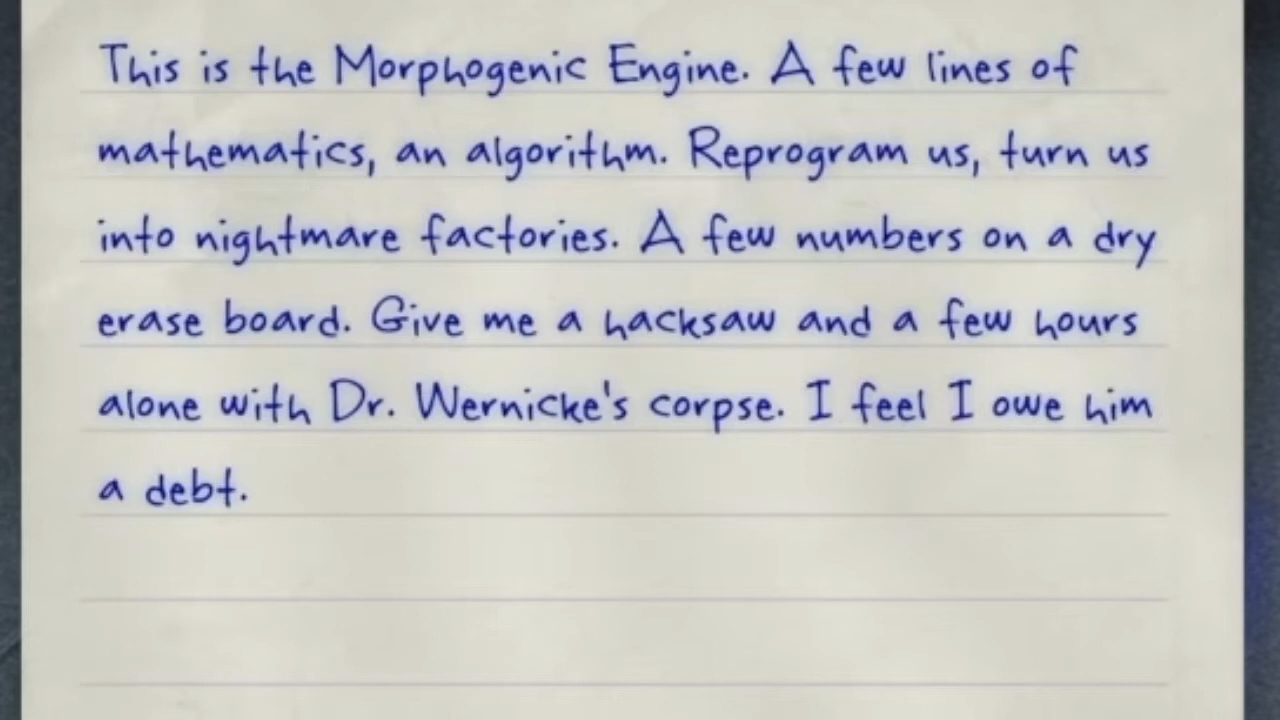 This is the Morphogenic Engine. A few lines of
mathematics, an algorithm. Reprogram us, turn us
into nightmare factories. A few numbers on a dry
erase board. Give me a hacksaw and a few hours
alone with Dr. Wernicke's corpse. I feel I owe him
a debt.